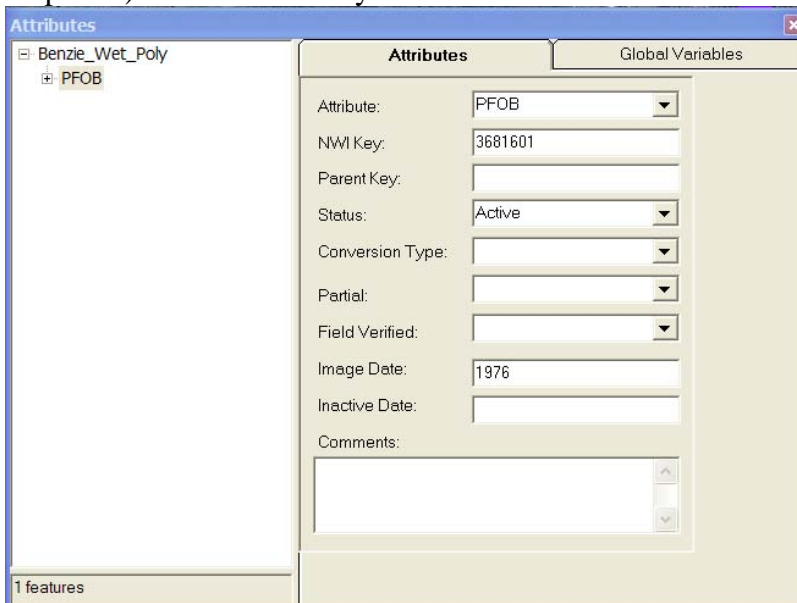 Attributes
Benzie_Wet_Poly
PFOB
Attributes
Global Variables
Attribute: PFOB
NWI Key: 3681601
Parent Key:
Status: Active
Conversion Type:
Partial:
Field Verified:
Image Date: 1976
Inactive Date:
Comments:
1 features